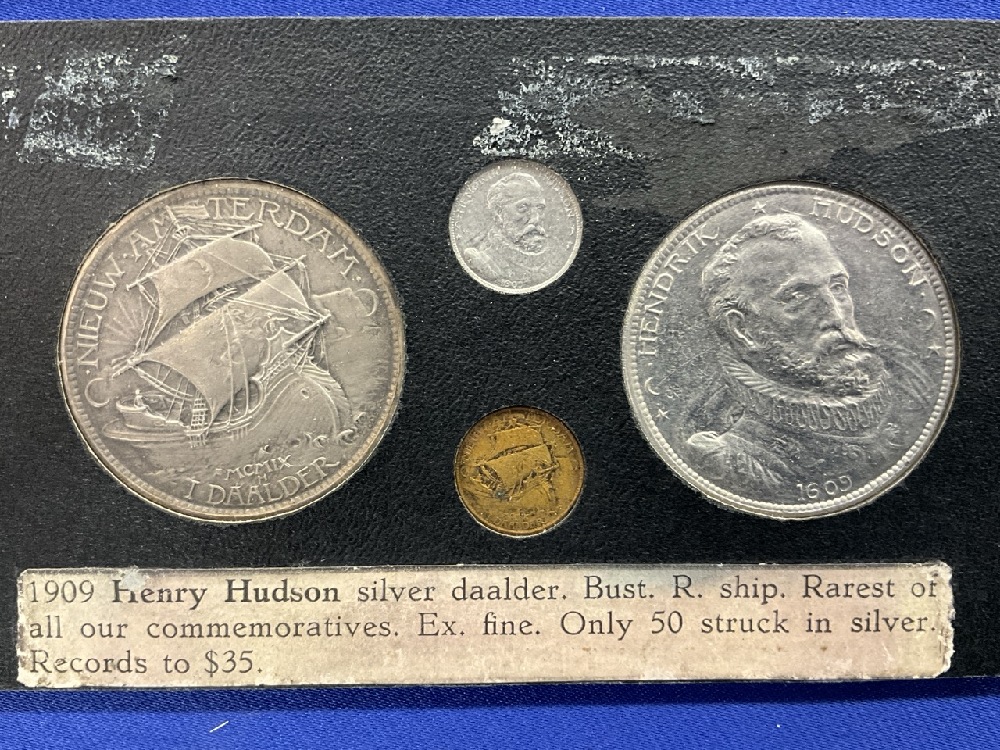 NIEUW·AMSTERDAM·
MCMIX
I DAALDER
HENDRIK HUDSON·
1609
1909 Henry Hudson silver daalder. Bust. R. ship. Rarest of
all our commemoratives. Ex. fine. Only 50 struck in silver.
Records to $35.